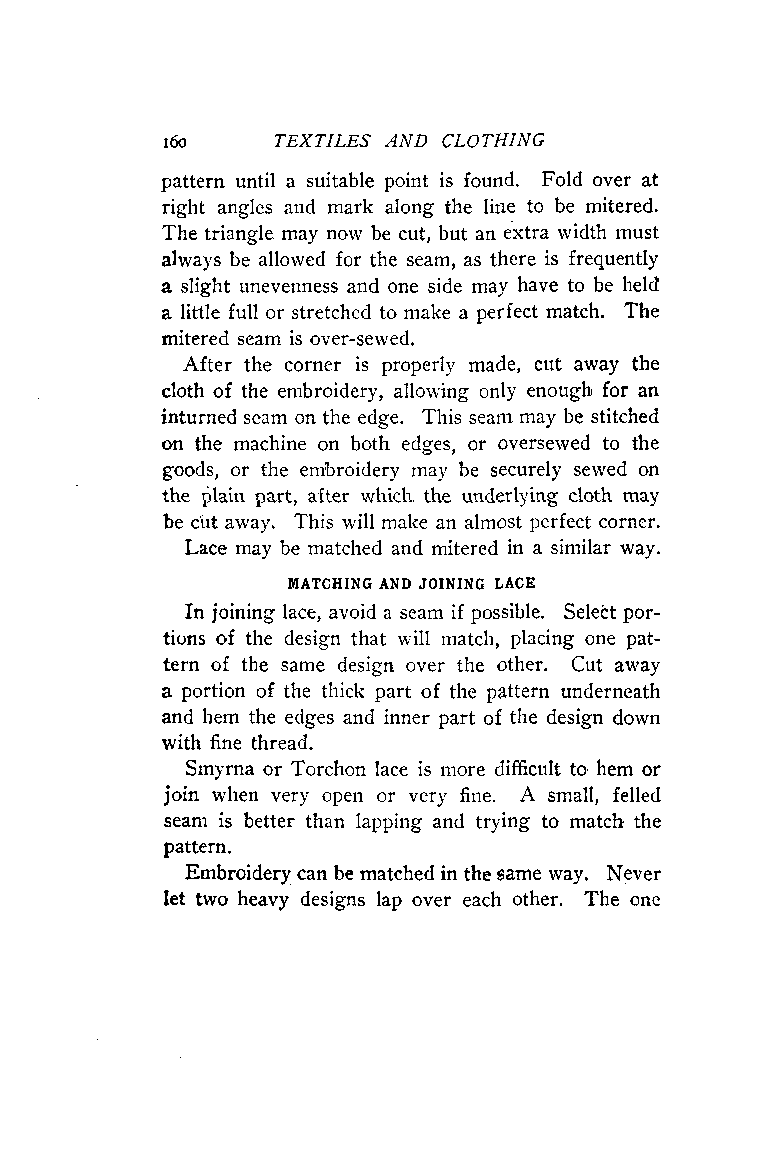 160 TEXTILES AND CLOTHING
pattern until a suitable point is found. Fold over at
right angles and mark along the line to be mitered.
The triangle may now be cut, but an extra width must
always be allowed for the seam, as there is frequently
a slight unevenness and one side may have to be held
a little full or stretched to make a perfect match. The
mitered seam is over-sewed.
After the corner is properly made, cut away the
cloth of the embroidery, allowing only enough for an
inturned seam on the edge. This seam may be stitched
on the machine on both edges, or oversewed to the
goods, or the embroidery may be securely sewed on
the plain part, after which the underlying cloth may
be cut away. This will make an almost perfect corner.
Lace may be matched and mitered in a similar way.
MATCHING AND JOINING LACE
In joining lace, avoid a seam if possible. Select por-
tions of the design that will match, placing one pat-
tern of the same design over the other. Cut away
a portion of the thick part of the pattern underneath
and hem the edges and inner part of the design down
with fine thread.
Smyrna or Torchon lace is more difficult to hem or
join when very open or very fine. A small, felled
seam is better than lapping and trying to match the
pattern.
Embroidery can be matched in the same way. Never
let two heavy designs lap over each other. The one